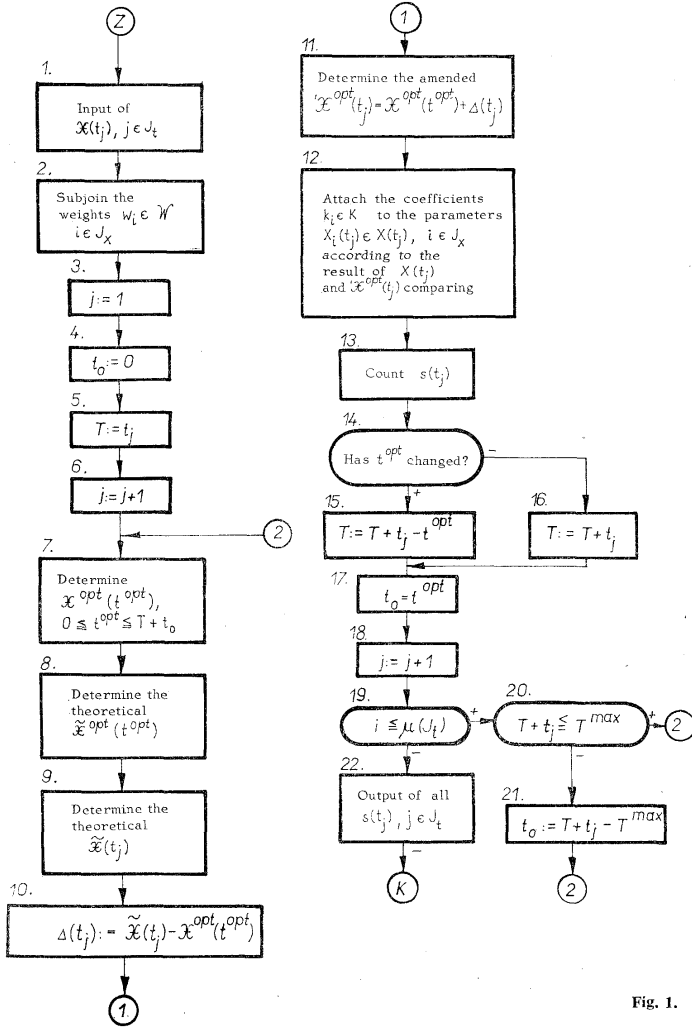 Z
1.
Input of
𝒳(tⱼ), j ∈ Jₜ
2.
Subjoin the
weights wᵢ ∈ 𝒲
i ∈ Jₓ
3.
j := 1
4.
t₀ := 0
5.
T := tⱼ
6.
j := j+1
2
7.
Determine
𝒳ᵒᵖᵗ(tᵒᵖᵗ),
0 ≦ tᵒᵖᵗ ≦ T + t₀
8.
Determine the
theoretical
𝒳̃ᵒᵖᵗ(tᵒᵖᵗ)
9.
Determine the
theoretical
𝒳̃(tⱼ)
10.
Δ(tⱼ) := 𝒳̃(tⱼ) − 𝒳ᵒᵖᵗ(tᵒᵖᵗ)
1.
1
11.
Determine the amended
'𝒳ᵒᵖᵗ(tⱼ) = 𝒳ᵒᵖᵗ(tᵒᵖᵗ) + Δ(tⱼ)
12.
Attach the coefficients
kᵢ ∈ K to the parameters
Xᵢ(tⱼ) ∈ X(tⱼ), i ∈ Jₓ
according to the
result of X(tⱼ)
and '𝒳ᵒᵖᵗ(tⱼ) comparing
13.
Count s(tⱼ)
14.
Has tᵒᵖᵗ changed?
−
+
15.
T := T + tⱼ − tᵒᵖᵗ
16.
T := T + tⱼ
17.
t₀ = tᵒᵖᵗ
18.
j := j + 1
19.
i ≦ μ(Jₜ)
+
−
20.
T + tⱼ ≦ Tᵐᵃˣ
+
2
−
21.
t₀ := T + tⱼ − Tᵐᵃˣ
2
22.
Output of all
s(tⱼ), j ∈ Jₜ
−
K
Fig. 1.